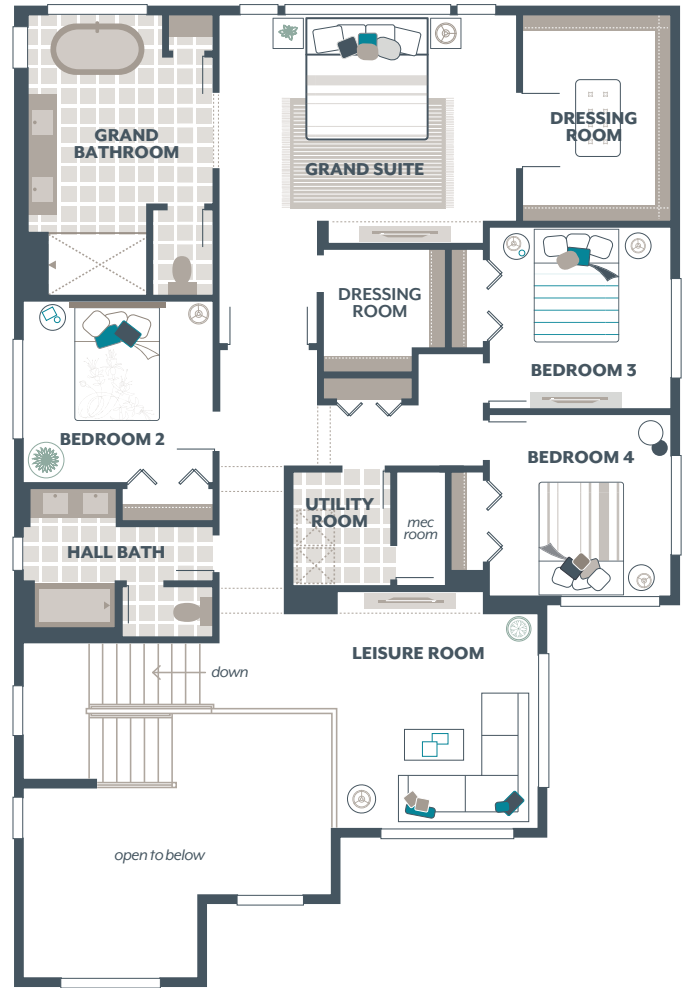 GRAND
BATHROOM
GRAND SUITE
DRESSING
ROOM
DRESSING
ROOM
BEDROOM 3
BEDROOM 2
BEDROOM 4
UTILITY
ROOM
mec
room
HALL BATH
LEISURE ROOM
down
open to below